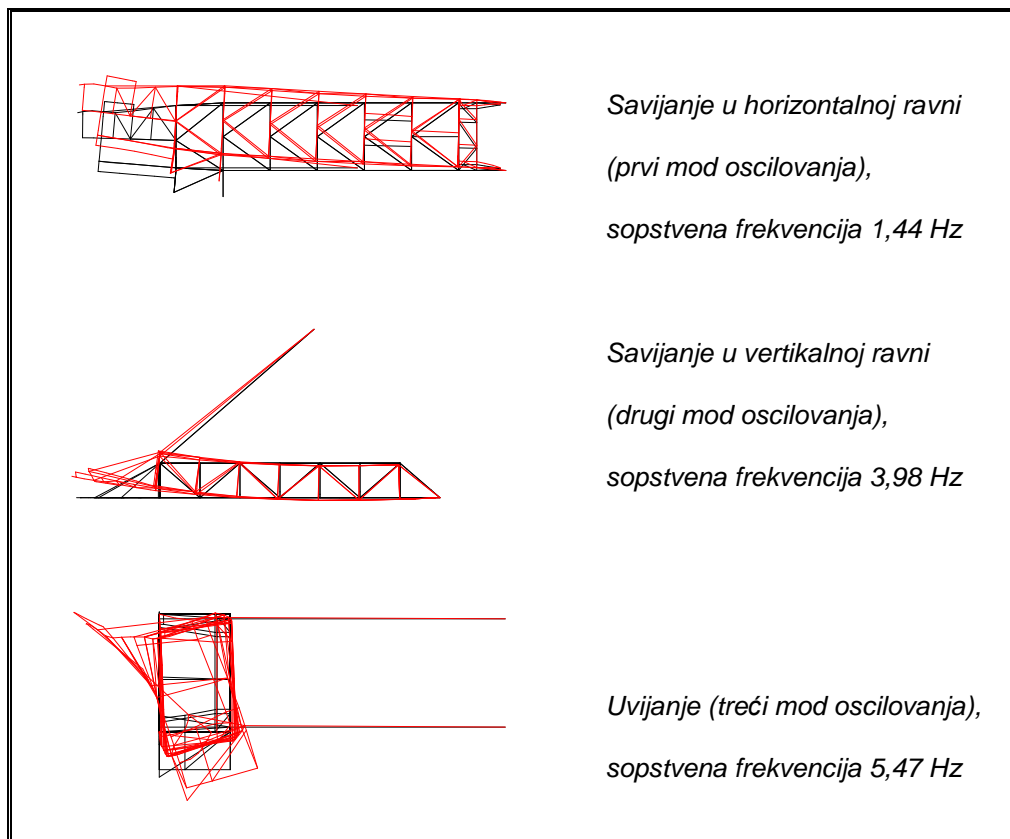 Savijanje u horizontalnoj ravni
(prvi mod oscilovanja),
sopstvena frekvencija 1,44 Hz
Savijanje u vertikalnoj ravni
(drugi mod oscilovanja),
sopstvena frekvencija 3,98 Hz
Uvijanje (treći mod oscilovanja),
sopstvena frekvencija 5,47 Hz